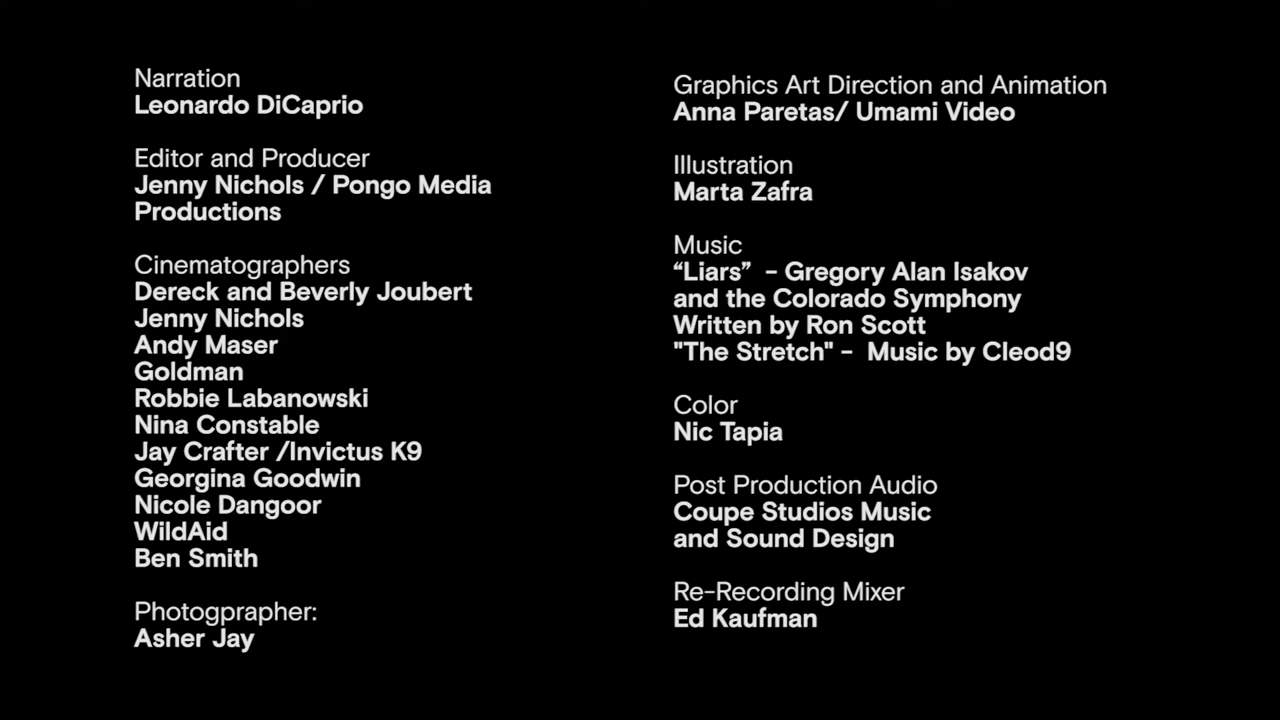 Narration
Leonardo DiCaprio
Editor and Producer
Jenny Nichols / Pongo Media
Productions
Cinematographers
Dereck and Beverly Joubert
Jenny Nichols
Andy Maser
Goldman
Robbie Labanowski
Nina Constable
Jay Crafter /Invictus K9
Georgina Goodwin
Nicole Dangoor
WildAid
Ben Smith
Photogprapher:
Asher Jay
Graphics Art Direction and Animation
Anna Paretas/ Umami Video
Illustration
Marta Zafra
Music
“Liars”  - Gregory Alan Isakov
and the Colorado Symphony
Written by Ron Scott
"The Stretch" -  Music by Cleod9
Color
Nic Tapia
Post Production Audio
Coupe Studios Music
and Sound Design
Re-Recording Mixer
Ed Kaufman